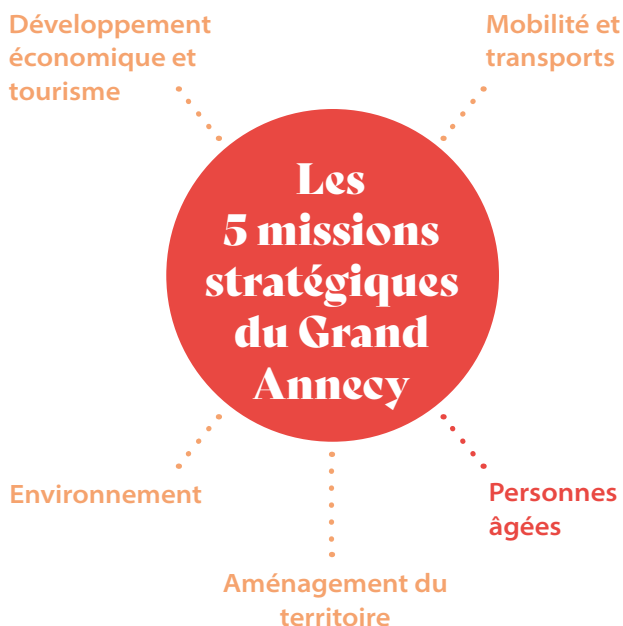 Développement
économique et
tourisme
Mobilité et
transports
Les
5 missions
stratégiques
du Grand
Annecy
Environnement
Personnes
âgées
Aménagement du
territoire